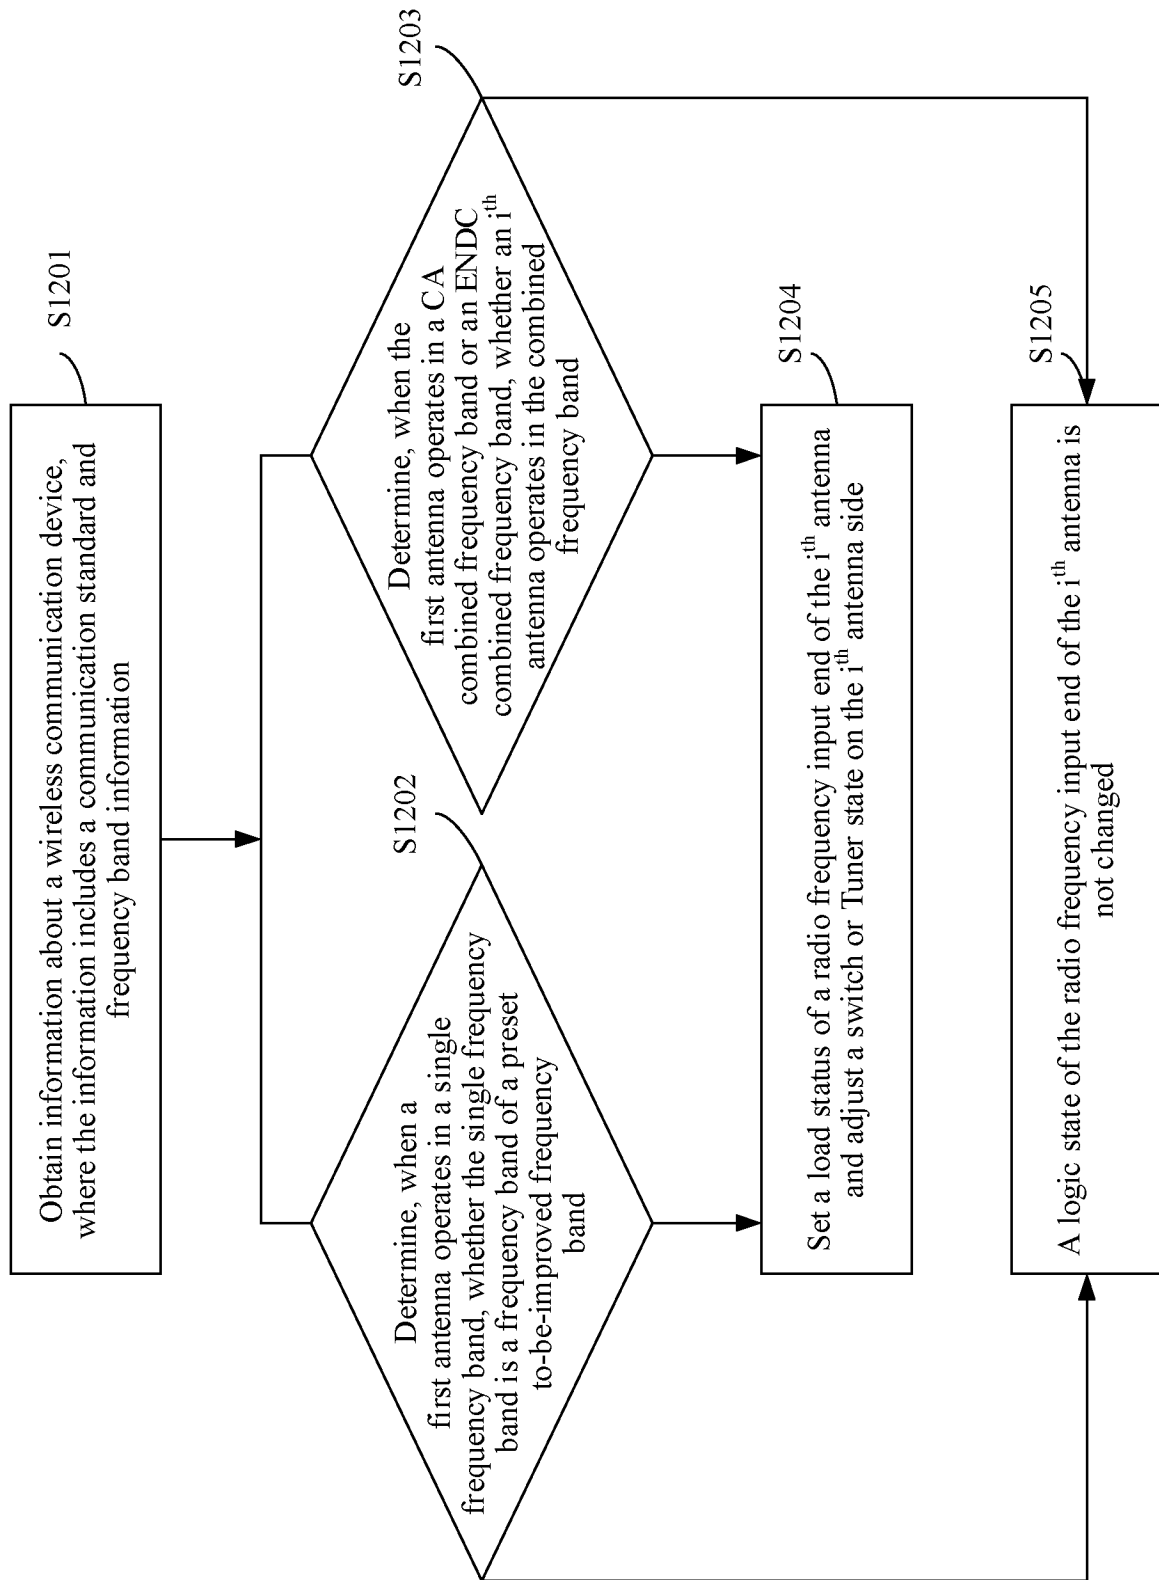 Obtain information about a wireless communication device,
where the information includes a communication standard and
frequency band information
S1201
Determine, when a
first antenna operates in a single
frequency band, whether the single frequency
band is a frequency band of a preset
to-be-improved frequency
band
S1202
Determine, when the
first antenna operates in a CA
combined frequency band or an ENDC
combined frequency band, whether an i^th
antenna operates in the combined
frequency band
S1203
Set a load status of a radio frequency input end of the i^th antenna
and adjust a switch or Tuner state on the i^th antenna side
S1204
A logic state of the radio frequency input end of the i^th antenna is
not changed
S1205